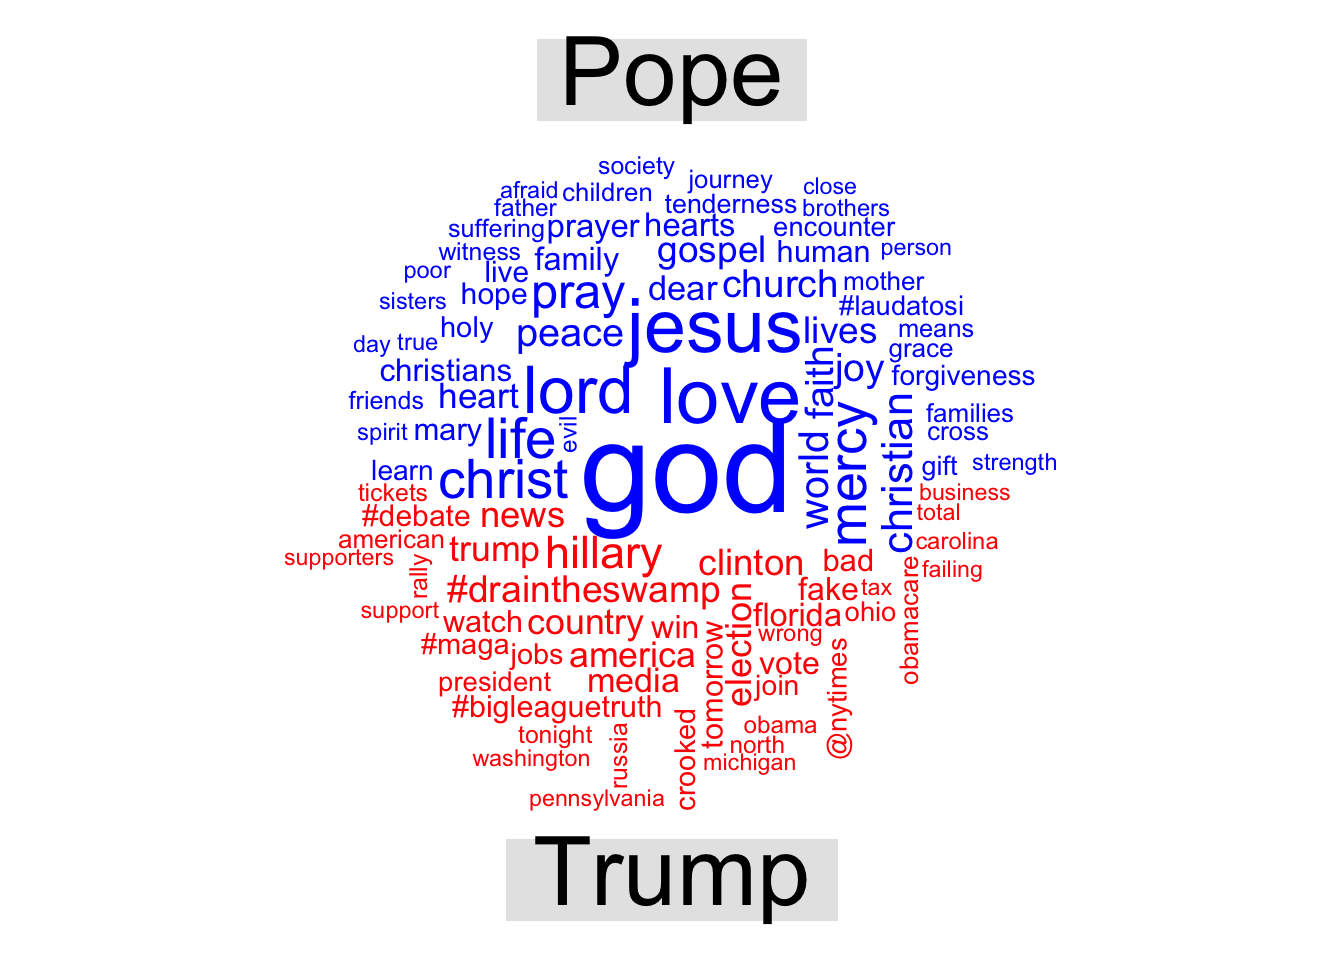 Pope
society
journey
close
afraid children
tenderness brothers
father
suffering prayer hearts encounter
witness family gospel human person
poor live
sisters hope pray dear church mother
#laudatosi
holy peace jesus lives means
day true grace
christians faith joy forgiveness
friends heart lord love families
spirit mary life evil cross
world mercy christian
learn christ god gift strength
tickets business
#debate news total
american trump hillary clinton bad carolina
supporters rally failing
#draintheswamp fake tax obamacare
support election florida ohio
watch country win wrong
#maga jobs america tomorrow vote @nytimes
president media join
#bigleaguetruth
tonight russia crooked obama
washington north
michigan
pennsylvania
Trump